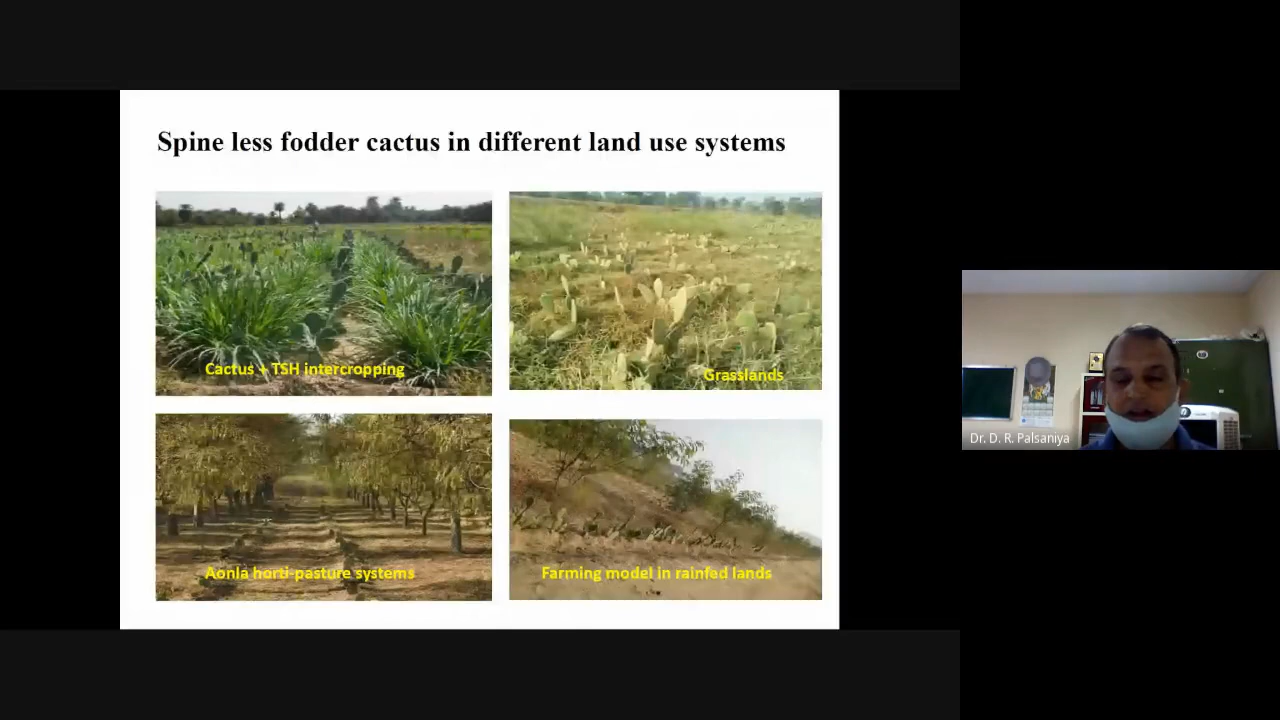 Spine less fodder cactus in different land use systems
Cactus + TSH intercropping
Grasslands
Aonla horti-pasture systems
Farming model in rainfed lands
Dr. D. R. Palsaniya